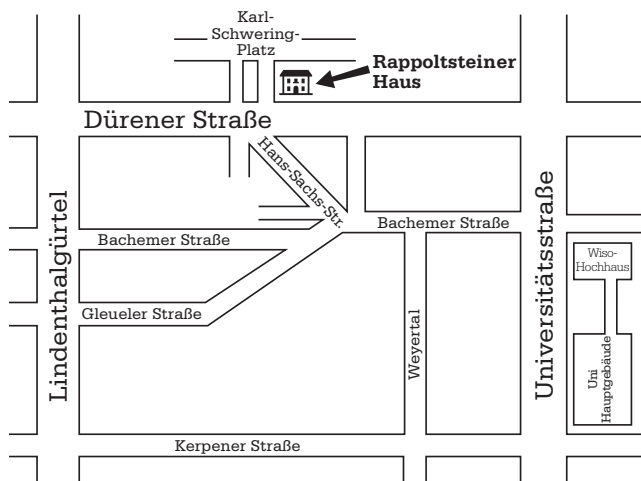 Karl-
Schwering-
Platz
Rappoltsteiner
Haus
Dürener Straße
Hans-Sachs-Str.
Bachemer Straße
Bachemer Straße
Gleueler Straße
Lindenthalgürtel
Weyertal
Universitätsstraße
Wiso-
Hochhaus
Uni
Hauptgebäude
Kerpener Straße